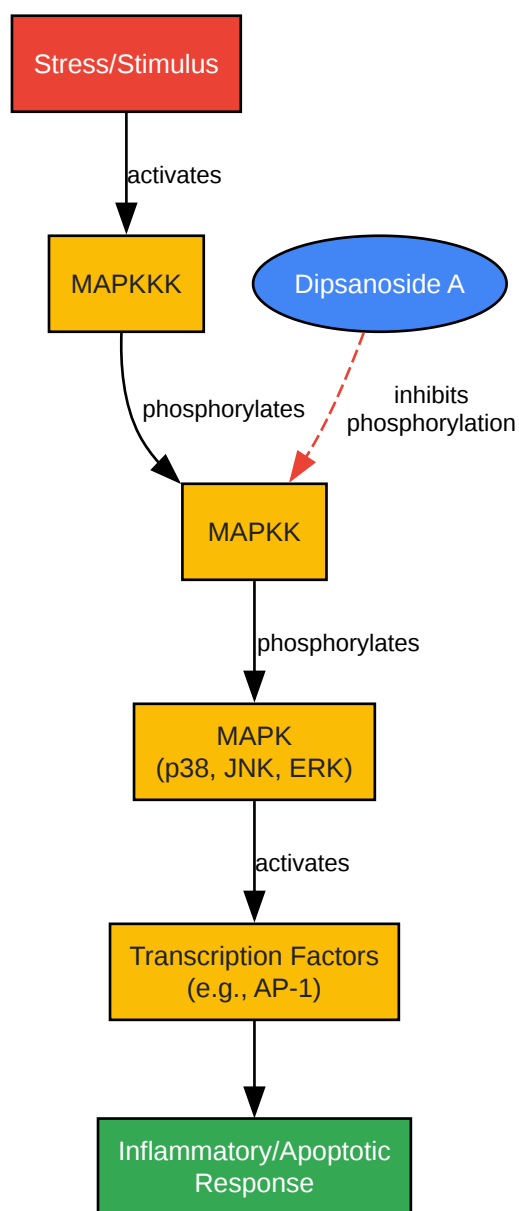 Stress/Stimulus
activates
MAPKKK
Dipsanoside A
phosphorylates
inhibits
phosphorylation
MAPKK
phosphorylates
MAPK
(p38, JNK, ERK)
activates
Transcription Factors
(e.g., AP-1)
Inflammatory/Apoptotic
Response